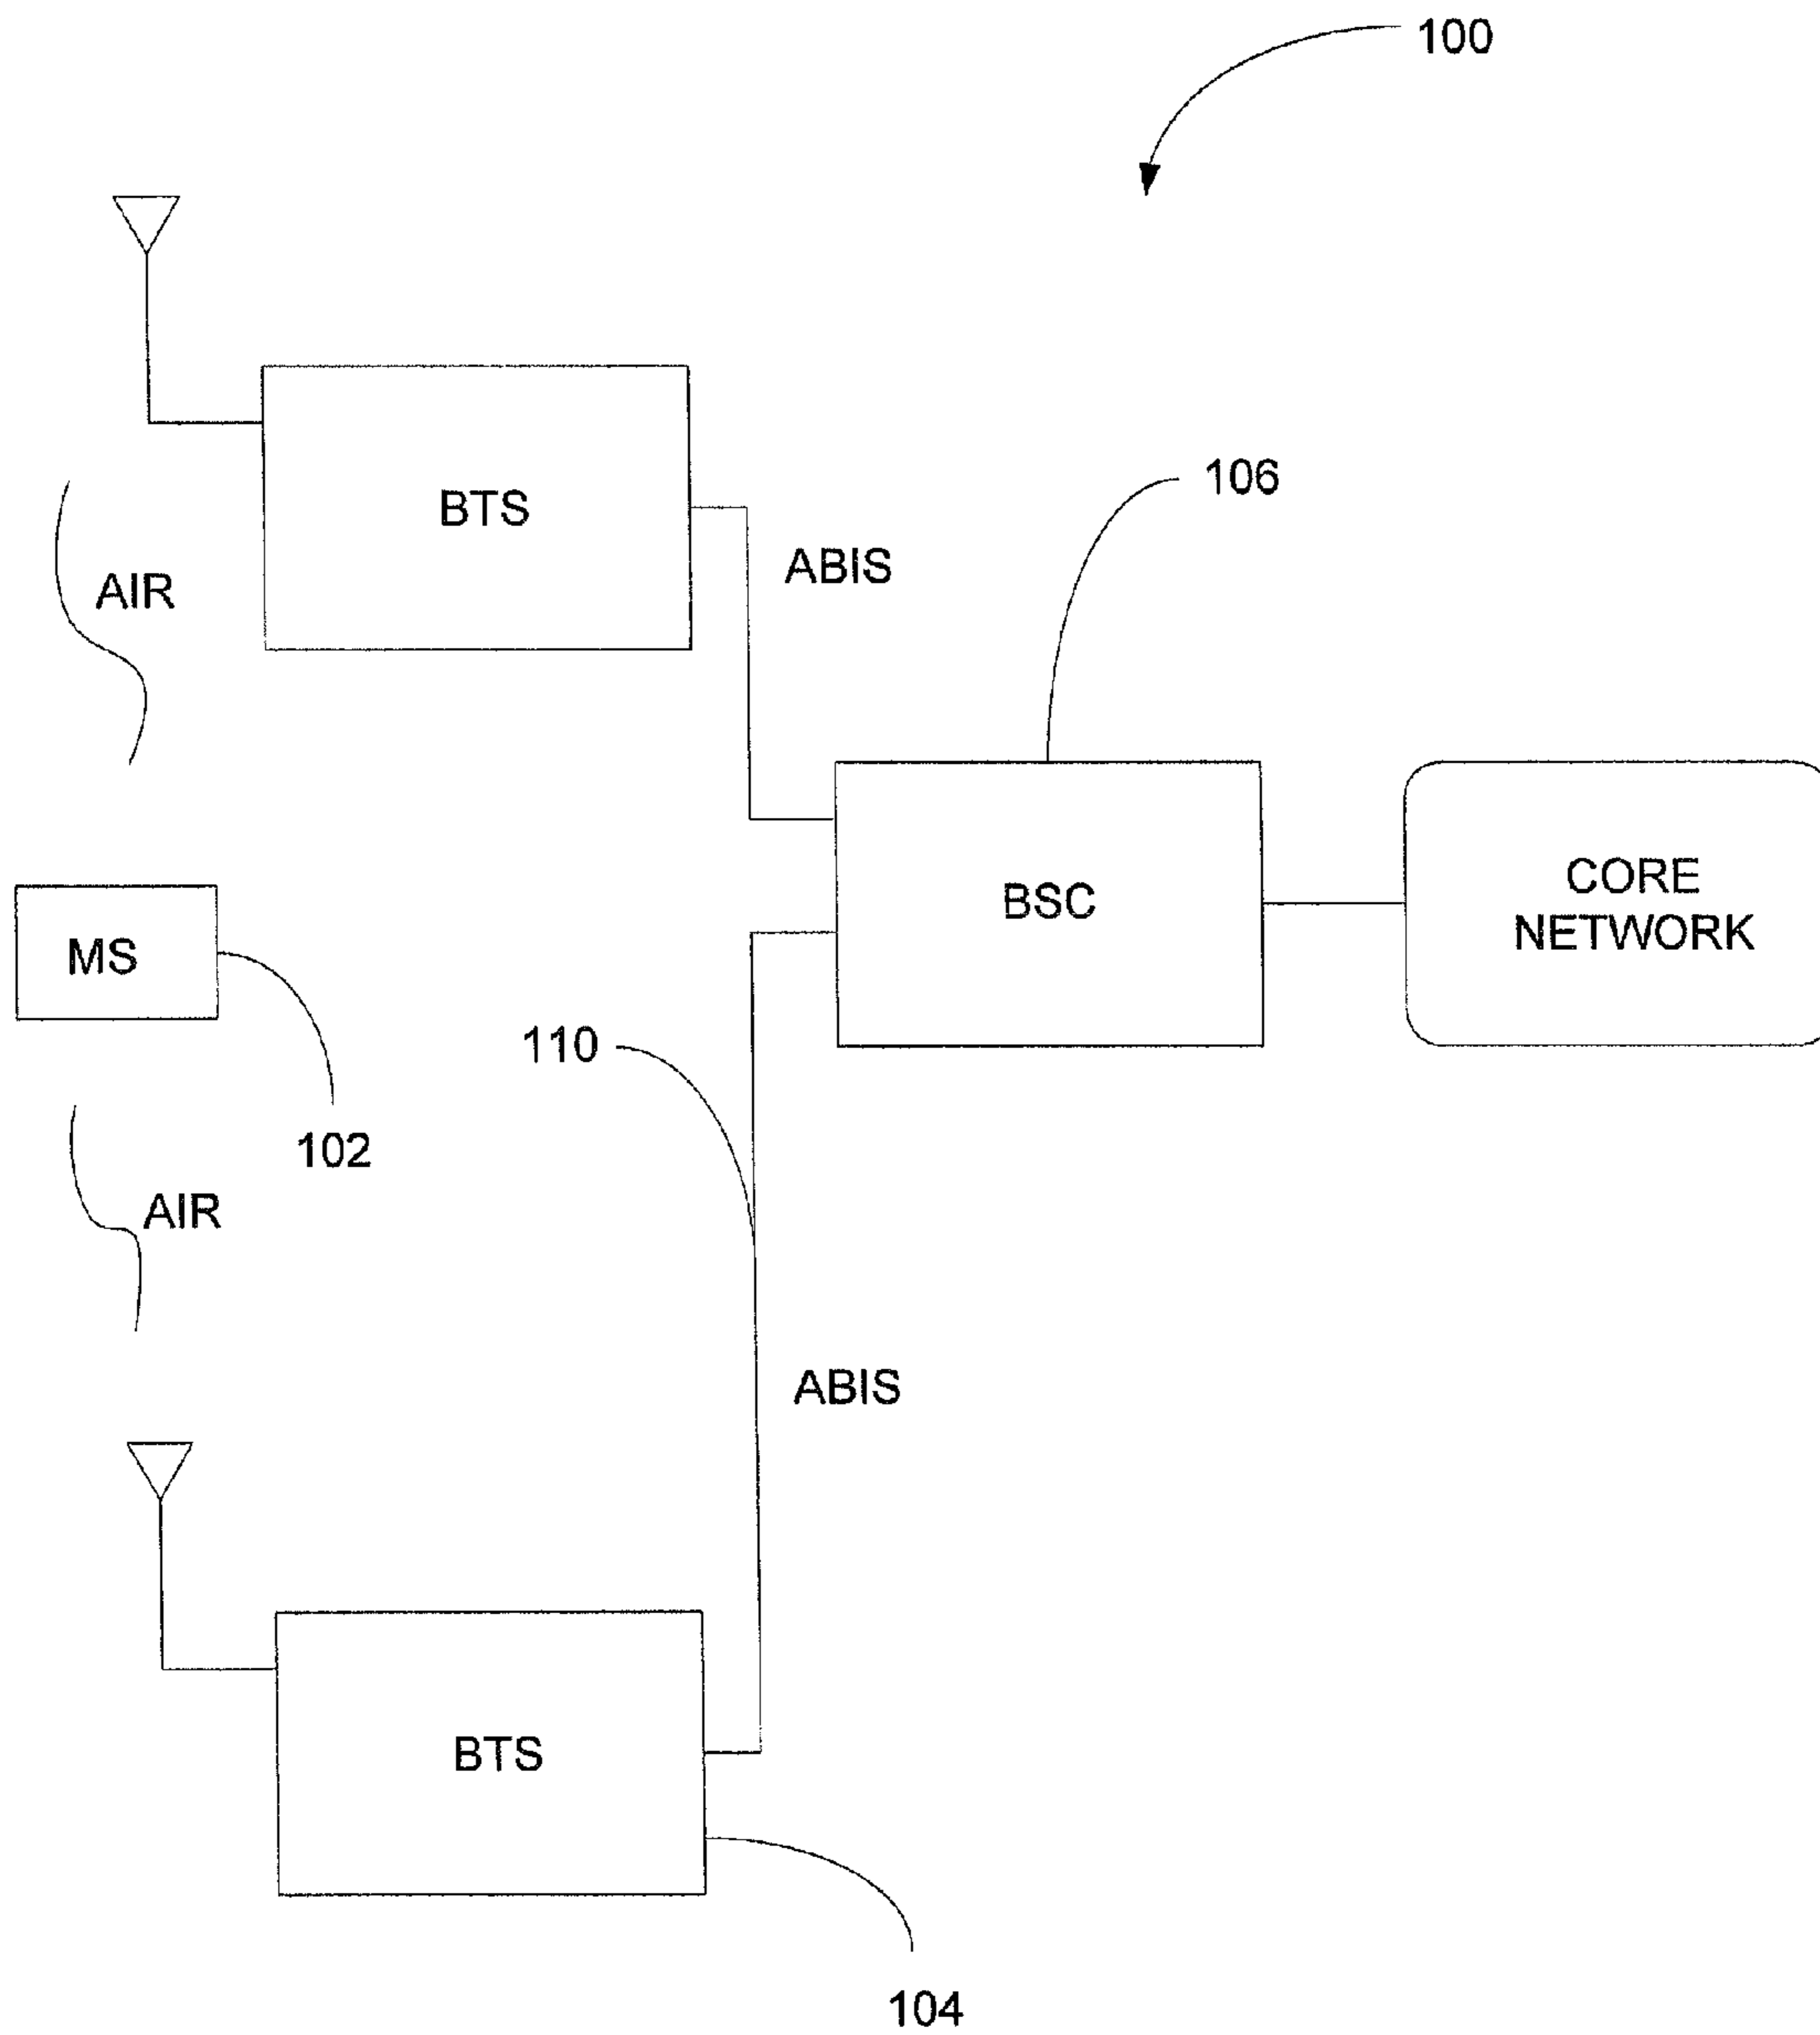 100
BTS
106
ABIS
AIR
CORE
NETWORK
BSC
MS
110
102
AIR
ABIS
BTS
104